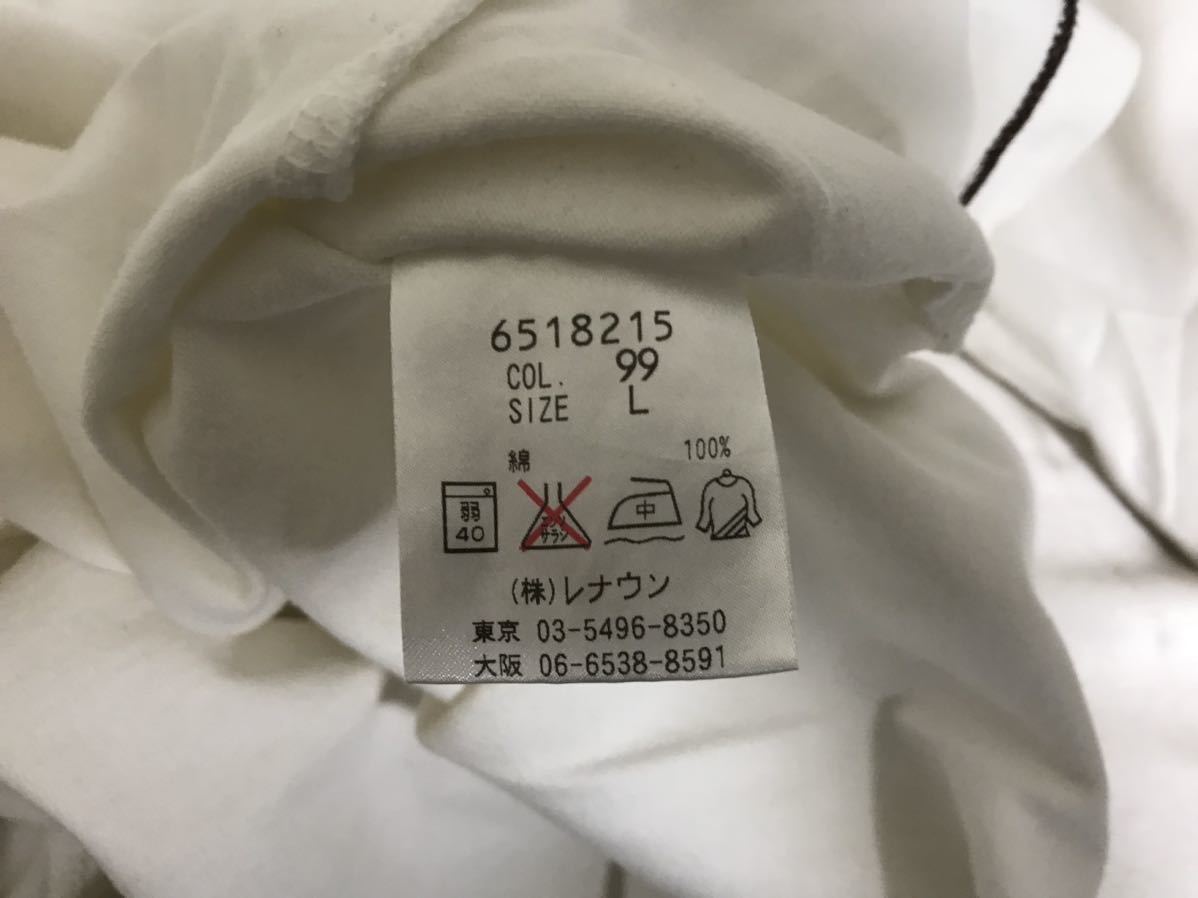 6518215
COL. 99
SIZE L
綿 100%
弱 40
エンソ サラシ
中
(株)レナウン
東京 03-5496-8350
大阪 06-6538-8591